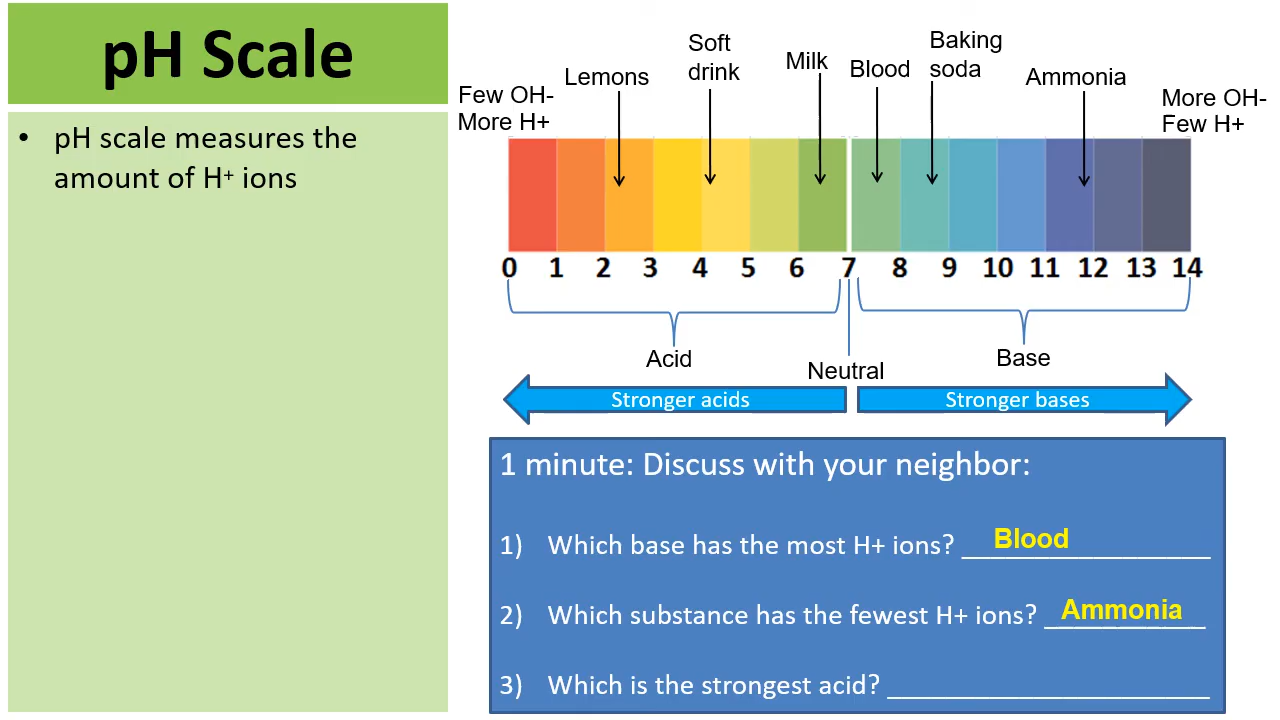 pH Scale
• pH scale measures the
amount of H⁺ ions
Few OH-
More H+
Lemons
Soft
drink
Milk
Blood
Baking
soda
Ammonia
More OH-
Few H+
0 1 2 3 4 5 6 7 8 9 10 11 12 13 14
Acid
Neutral
Base
Stronger acids
Stronger bases
1 minute: Discuss with your neighbor:
1) Which base has the most H+ ions? Blood
2) Which substance has the fewest H+ ions? Ammonia
3) Which is the strongest acid? ____________________